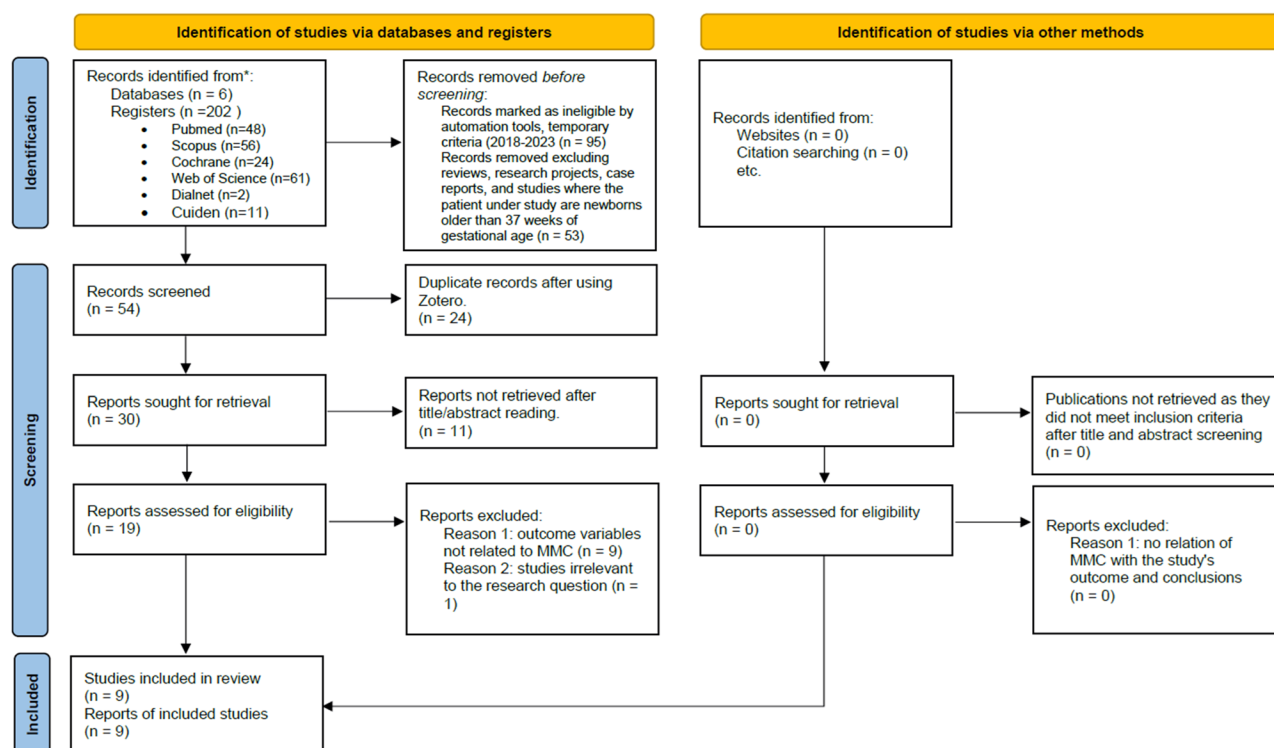 Identification of studies via databases and registers
Identification of studies via other methods
Identification
Records identified from*:
Databases (n = 6)
Registers (n =202 )
• Pubmed (n=48)
• Scopus (n=56)
• Cochrane (n=24)
• Web of Science (n=61)
• Dialnet (n=2)
• Cuiden (n=11)
Records removed before
screening:
Records marked as ineligible by
automation tools, temporary
criteria (2018-2023 (n = 95)
Records removed excluding
reviews, research projects, case
reports, and studies where the
patient under study are newborns
older than 37 weeks of
gestational age (n = 53)
Records identified from:
Websites (n = 0)
Citation searching (n = 0)
etc.
Screening
Records screened
(n = 54)
Duplicate records after using
Zotero.
(n = 24)
Reports sought for retrieval
(n = 30)
Reports not retrieved after
title/abstract reading.
(n = 11)
Reports sought for retrieval
(n = 0)
Publications not retrieved as they
did not meet inclusion criteria
after title and abstract screening
(n = 0)
Reports assessed for eligibility
(n = 19)
Reports excluded:
Reason 1: outcome variables
not related to MMC (n = 9)
Reason 2: studies irrelevant
to the research question (n =
1)
Reports assessed for eligibility
(n = 0)
Reports excluded:
Reason 1: no relation of
MMC with the study's
outcome and conclusions
(n = 0)
Included
Studies included in review
(n = 9)
Reports of included studies
(n = 9)